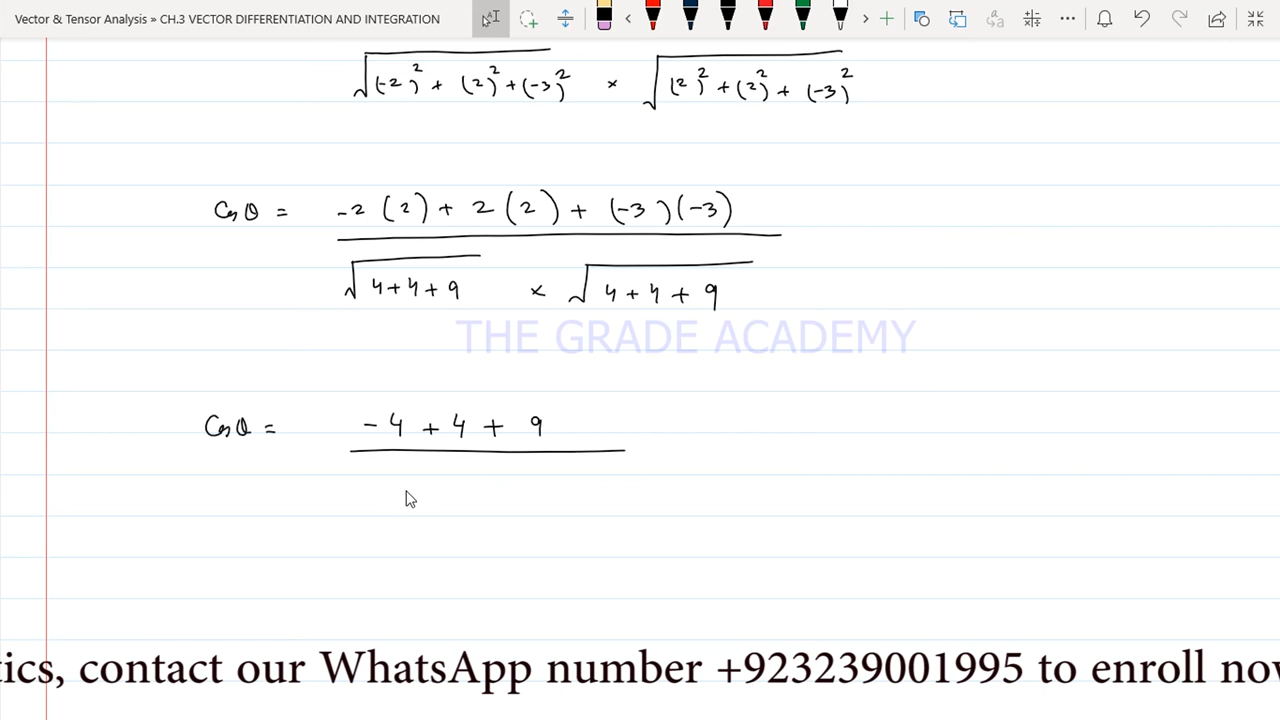 Vector & Tensor Analysis » CH.3 VECTOR DIFFERENTIATION AND INTEGRATION
√((-2)² + (2)² + (-3)²) × √((2)² + (2)² + (-3)²)
Cosθ = -2 (2) + 2 (2) + (-3)(-3)
√(4+4+9) × √(4+4+9)
THE GRADE ACADEMY
Cosθ = -4 + 4 + 9
tics, contact our WhatsApp number +923239001995 to enroll now